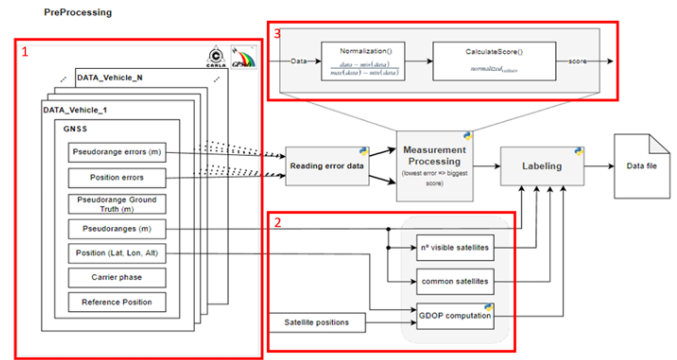 PreProcessing
1
CARLA
DATA_Vehicle_N
DATA_Vehicle_1
GNSS
Pseudorange errors (m)
Position errors
Pseudorange Ground
Truth (m)
Pseudoranges (m)
Position (Lat, Lon, Alt)
Carrier phase
Reference Position
3
Data
Normalization()
data − min(data)
max(data) − min(data)
CalculateScore()
score
Reading error data
Measurement
Processing
(lowest error => biggest
score)
Labeling
Data file
2
nº visible satellites
common satellites
GDOP computation
Satellite positions